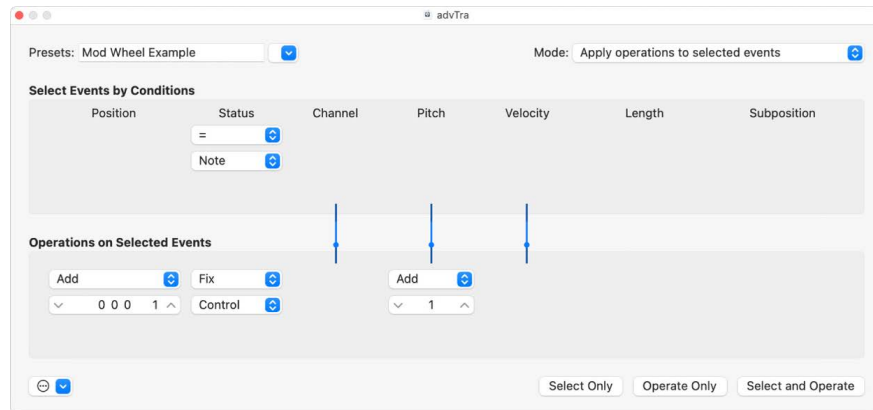 advTra
Presets: Mod Wheel Example Mode: Apply operations to selected events
Select Events by Conditions
Position Status Channel Pitch Velocity Length Subposition
=
Note
Operations on Selected Events
Add Fix Add
0 0 0 1 Control 1
Select Only Operate Only Select and Operate